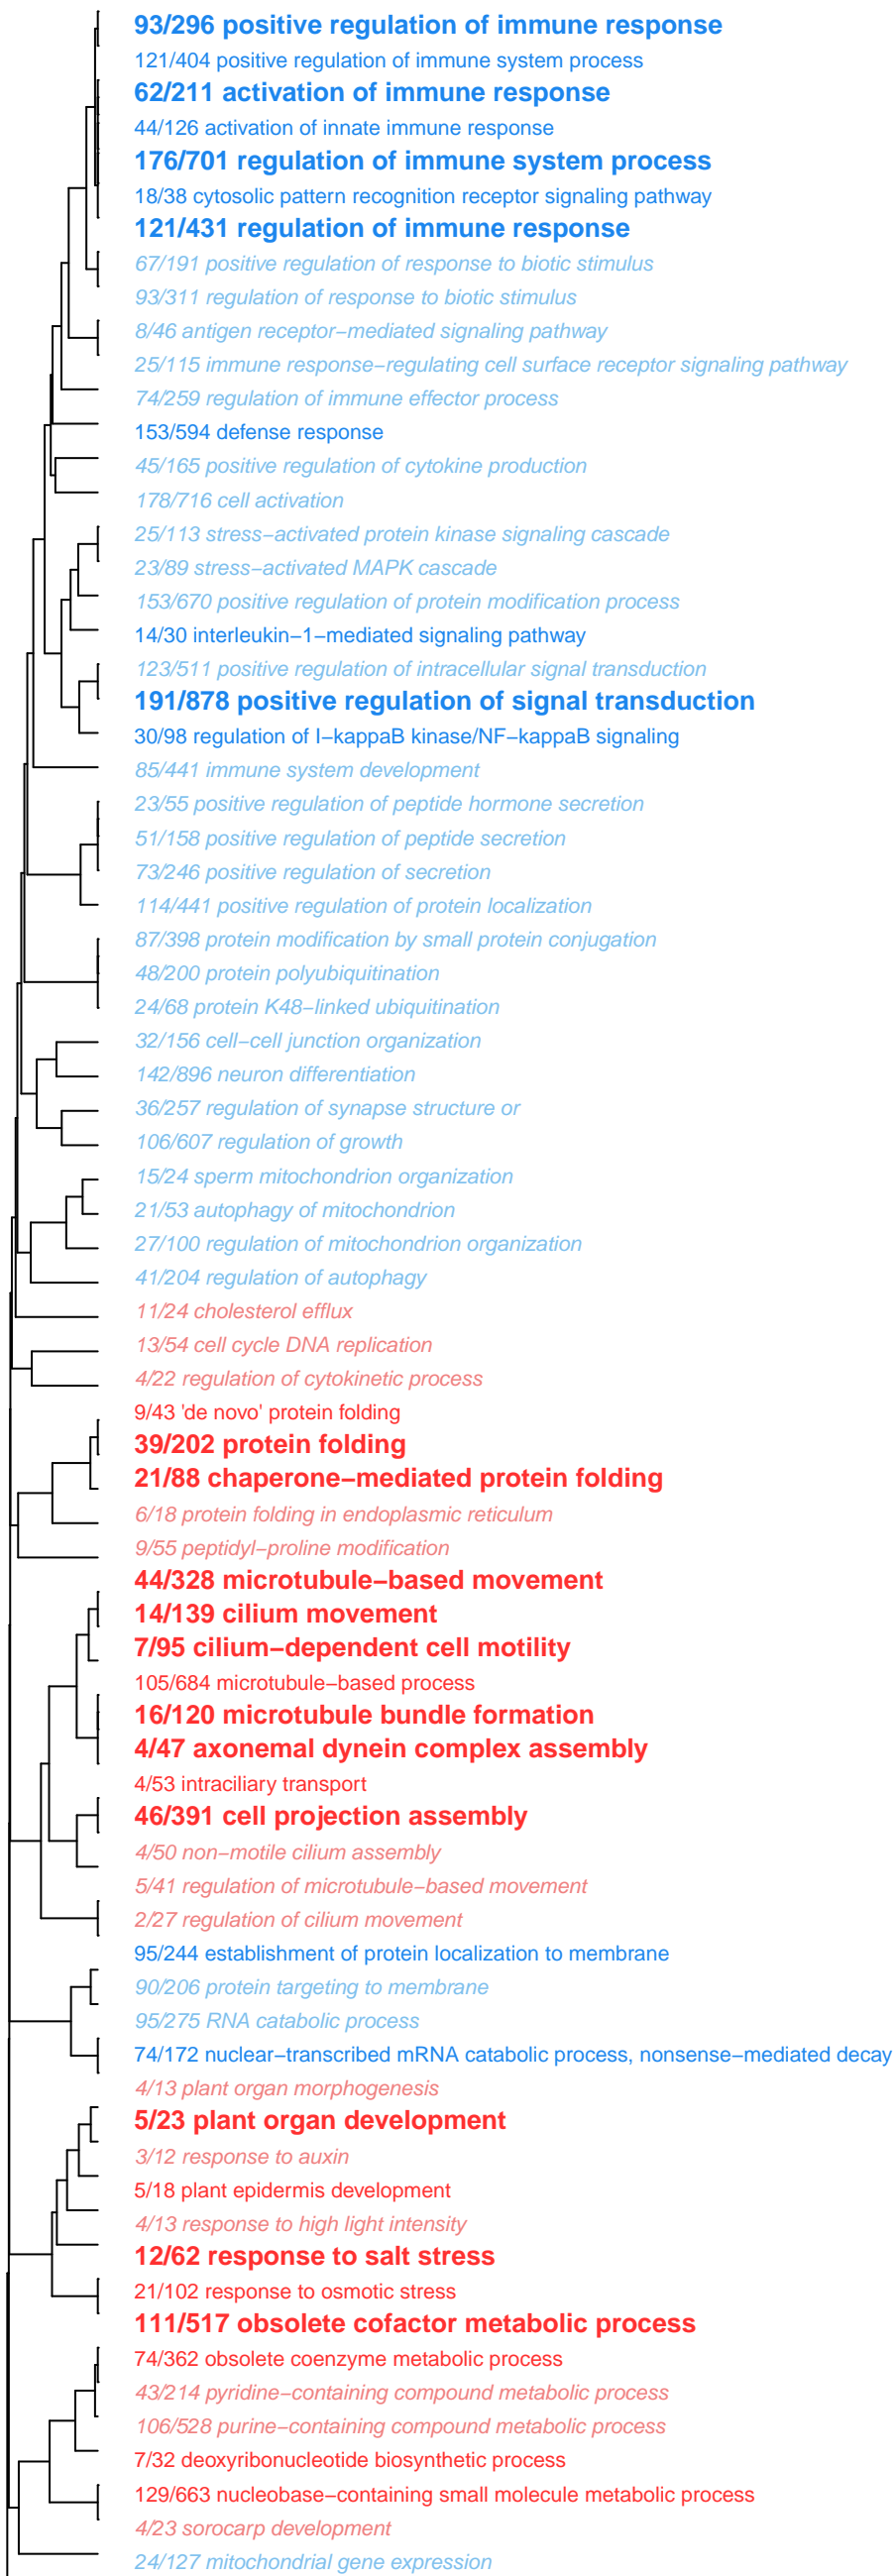 93/296 positive regulation of immune response
121/404 positive regulation of immune system process
62/211 activation of immune response
44/126 activation of innate immune response
176/701 regulation of immune system process
18/38 cytosolic pattern recognition receptor signaling pathway
121/431 regulation of immune response
67/191 positive regulation of response to biotic stimulus
93/311 regulation of response to biotic stimulus
8/46 antigen receptor−mediated signaling pathway
25/115 immune response−regulating cell surface receptor signaling pathway
74/259 regulation of immune effector process
153/594 defense response
45/165 positive regulation of cytokine production
178/716 cell activation
25/113 stress−activated protein kinase signaling cascade
23/89 stress−activated MAPK cascade
153/670 positive regulation of protein modification process
14/30 interleukin−1−mediated signaling pathway
123/511 positive regulation of intracellular signal transduction
191/878 positive regulation of signal transduction
30/98 regulation of I−kappaB kinase/NF−kappaB signaling
85/441 immune system development
23/55 positive regulation of peptide hormone secretion
51/158 positive regulation of peptide secretion
73/246 positive regulation of secretion
114/441 positive regulation of protein localization
87/398 protein modification by small protein conjugation
48/200 protein polyubiquitination
24/68 protein K48−linked ubiquitination
32/156 cell−cell junction organization
142/896 neuron differentiation
36/257 regulation of synapse structure or
106/607 regulation of growth
15/24 sperm mitochondrion organization
21/53 autophagy of mitochondrion
27/100 regulation of mitochondrion organization
41/204 regulation of autophagy
11/24 cholesterol efflux
13/54 cell cycle DNA replication
4/22 regulation of cytokinetic process
9/43 'de novo' protein folding
39/202 protein folding
21/88 chaperone−mediated protein folding
6/18 protein folding in endoplasmic reticulum
9/55 peptidyl−proline modification
44/328 microtubule−based movement
14/139 cilium movement
7/95 cilium−dependent cell motility
105/684 microtubule−based process
16/120 microtubule bundle formation
4/47 axonemal dynein complex assembly
4/53 intraciliary transport
46/391 cell projection assembly
4/50 non−motile cilium assembly
5/41 regulation of microtubule−based movement
2/27 regulation of cilium movement
95/244 establishment of protein localization to membrane
90/206 protein targeting to membrane
95/275 RNA catabolic process
74/172 nuclear−transcribed mRNA catabolic process, nonsense−mediated decay
4/13 plant organ morphogenesis
5/23 plant organ development
3/12 response to auxin
5/18 plant epidermis development
4/13 response to high light intensity
12/62 response to salt stress
21/102 response to osmotic stress
111/517 obsolete cofactor metabolic process
74/362 obsolete coenzyme metabolic process
43/214 pyridine−containing compound metabolic process
106/528 purine−containing compound metabolic process
7/32 deoxyribonucleotide biosynthetic process
129/663 nucleobase−containing small molecule metabolic process
4/23 sorocarp development
24/127 mitochondrial gene expression